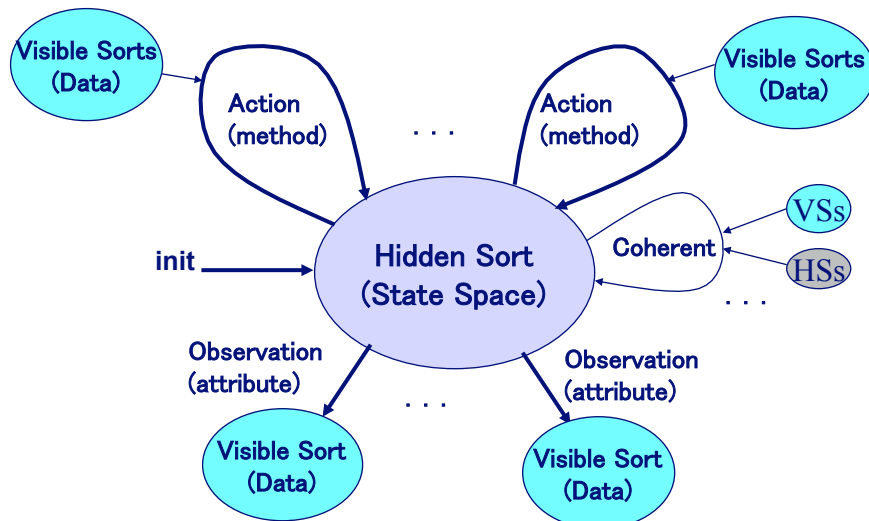 Visible Sorts
(Data)
Action
(method)
. . .
Action
(method)
Visible Sorts
(Data)
VSs
HSs
Coherent
. . .
init
Hidden Sort
(State Space)
Observation
(attribute)
. . .
Observation
(attribute)
Visible Sort
(Data)
Visible Sort
(Data)